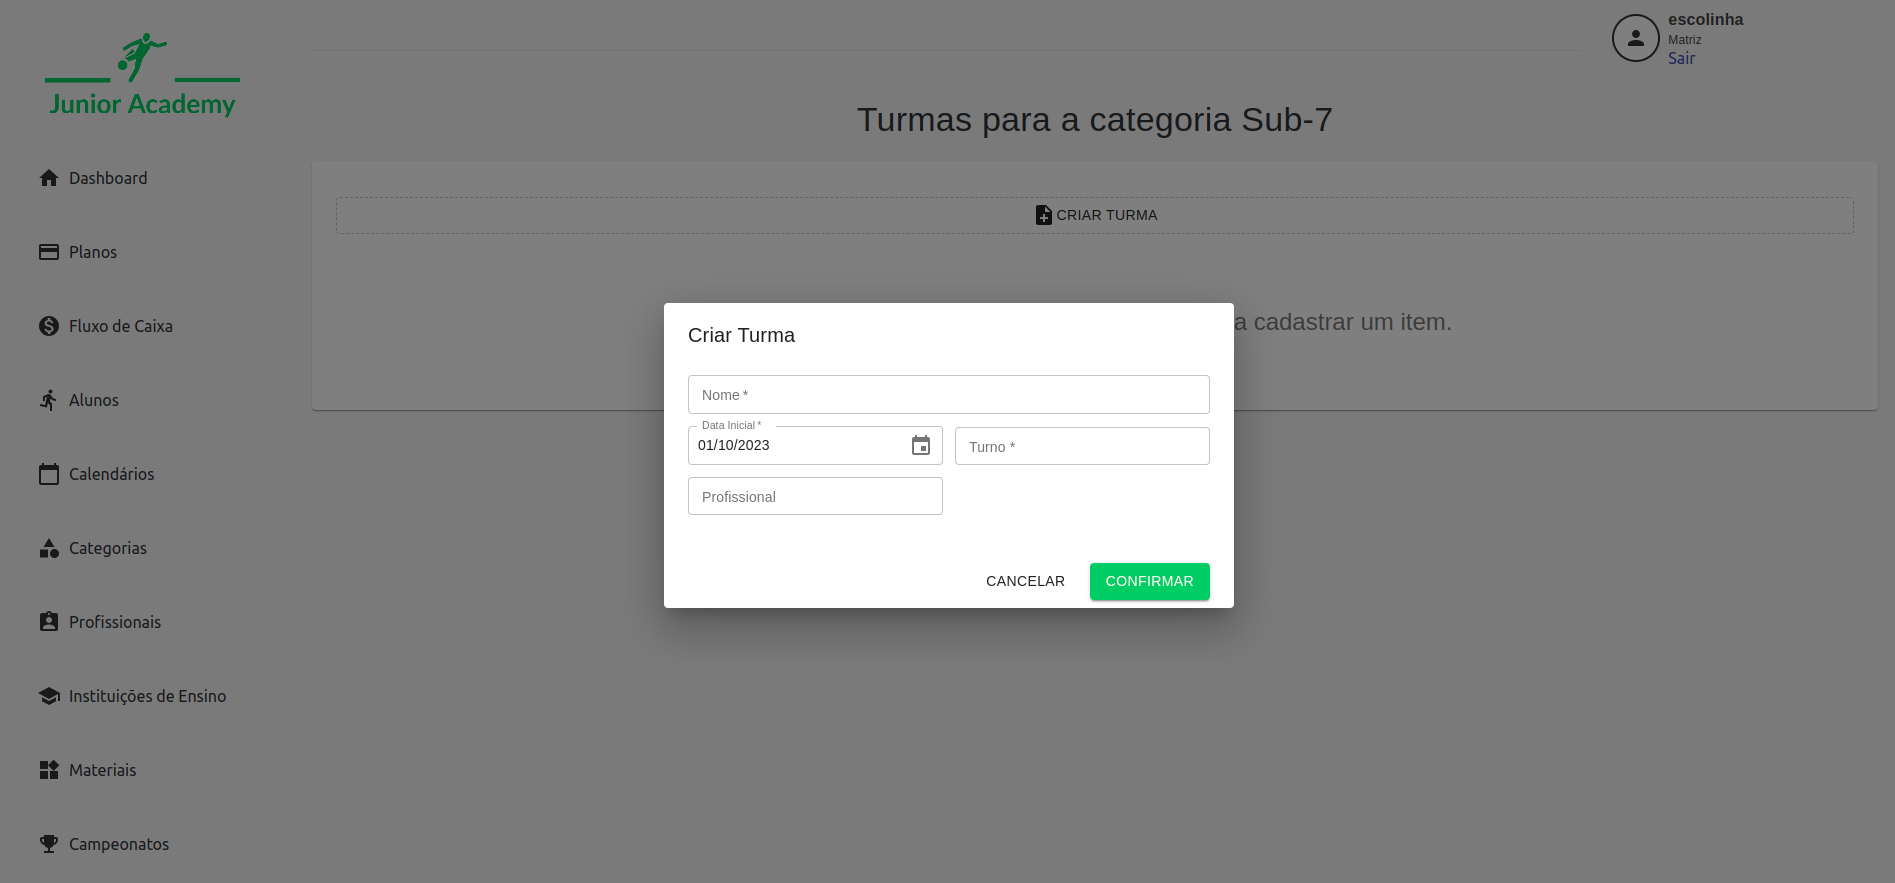 Junior Academy
escolinha
Matriz
Sair
Dashboard
Planos
Fluxo de Caixa
Alunos
Calendários
Categorias
Profissionais
Instituições de Ensino
Materiais
Campeonatos
Turmas para a categoria Sub-7
CRIAR TURMA
a cadastrar um item.
Criar Turma
Nome *
Data Inicial *
01/10/2023
Turno *
Profissional
CANCELAR
CONFIRMAR